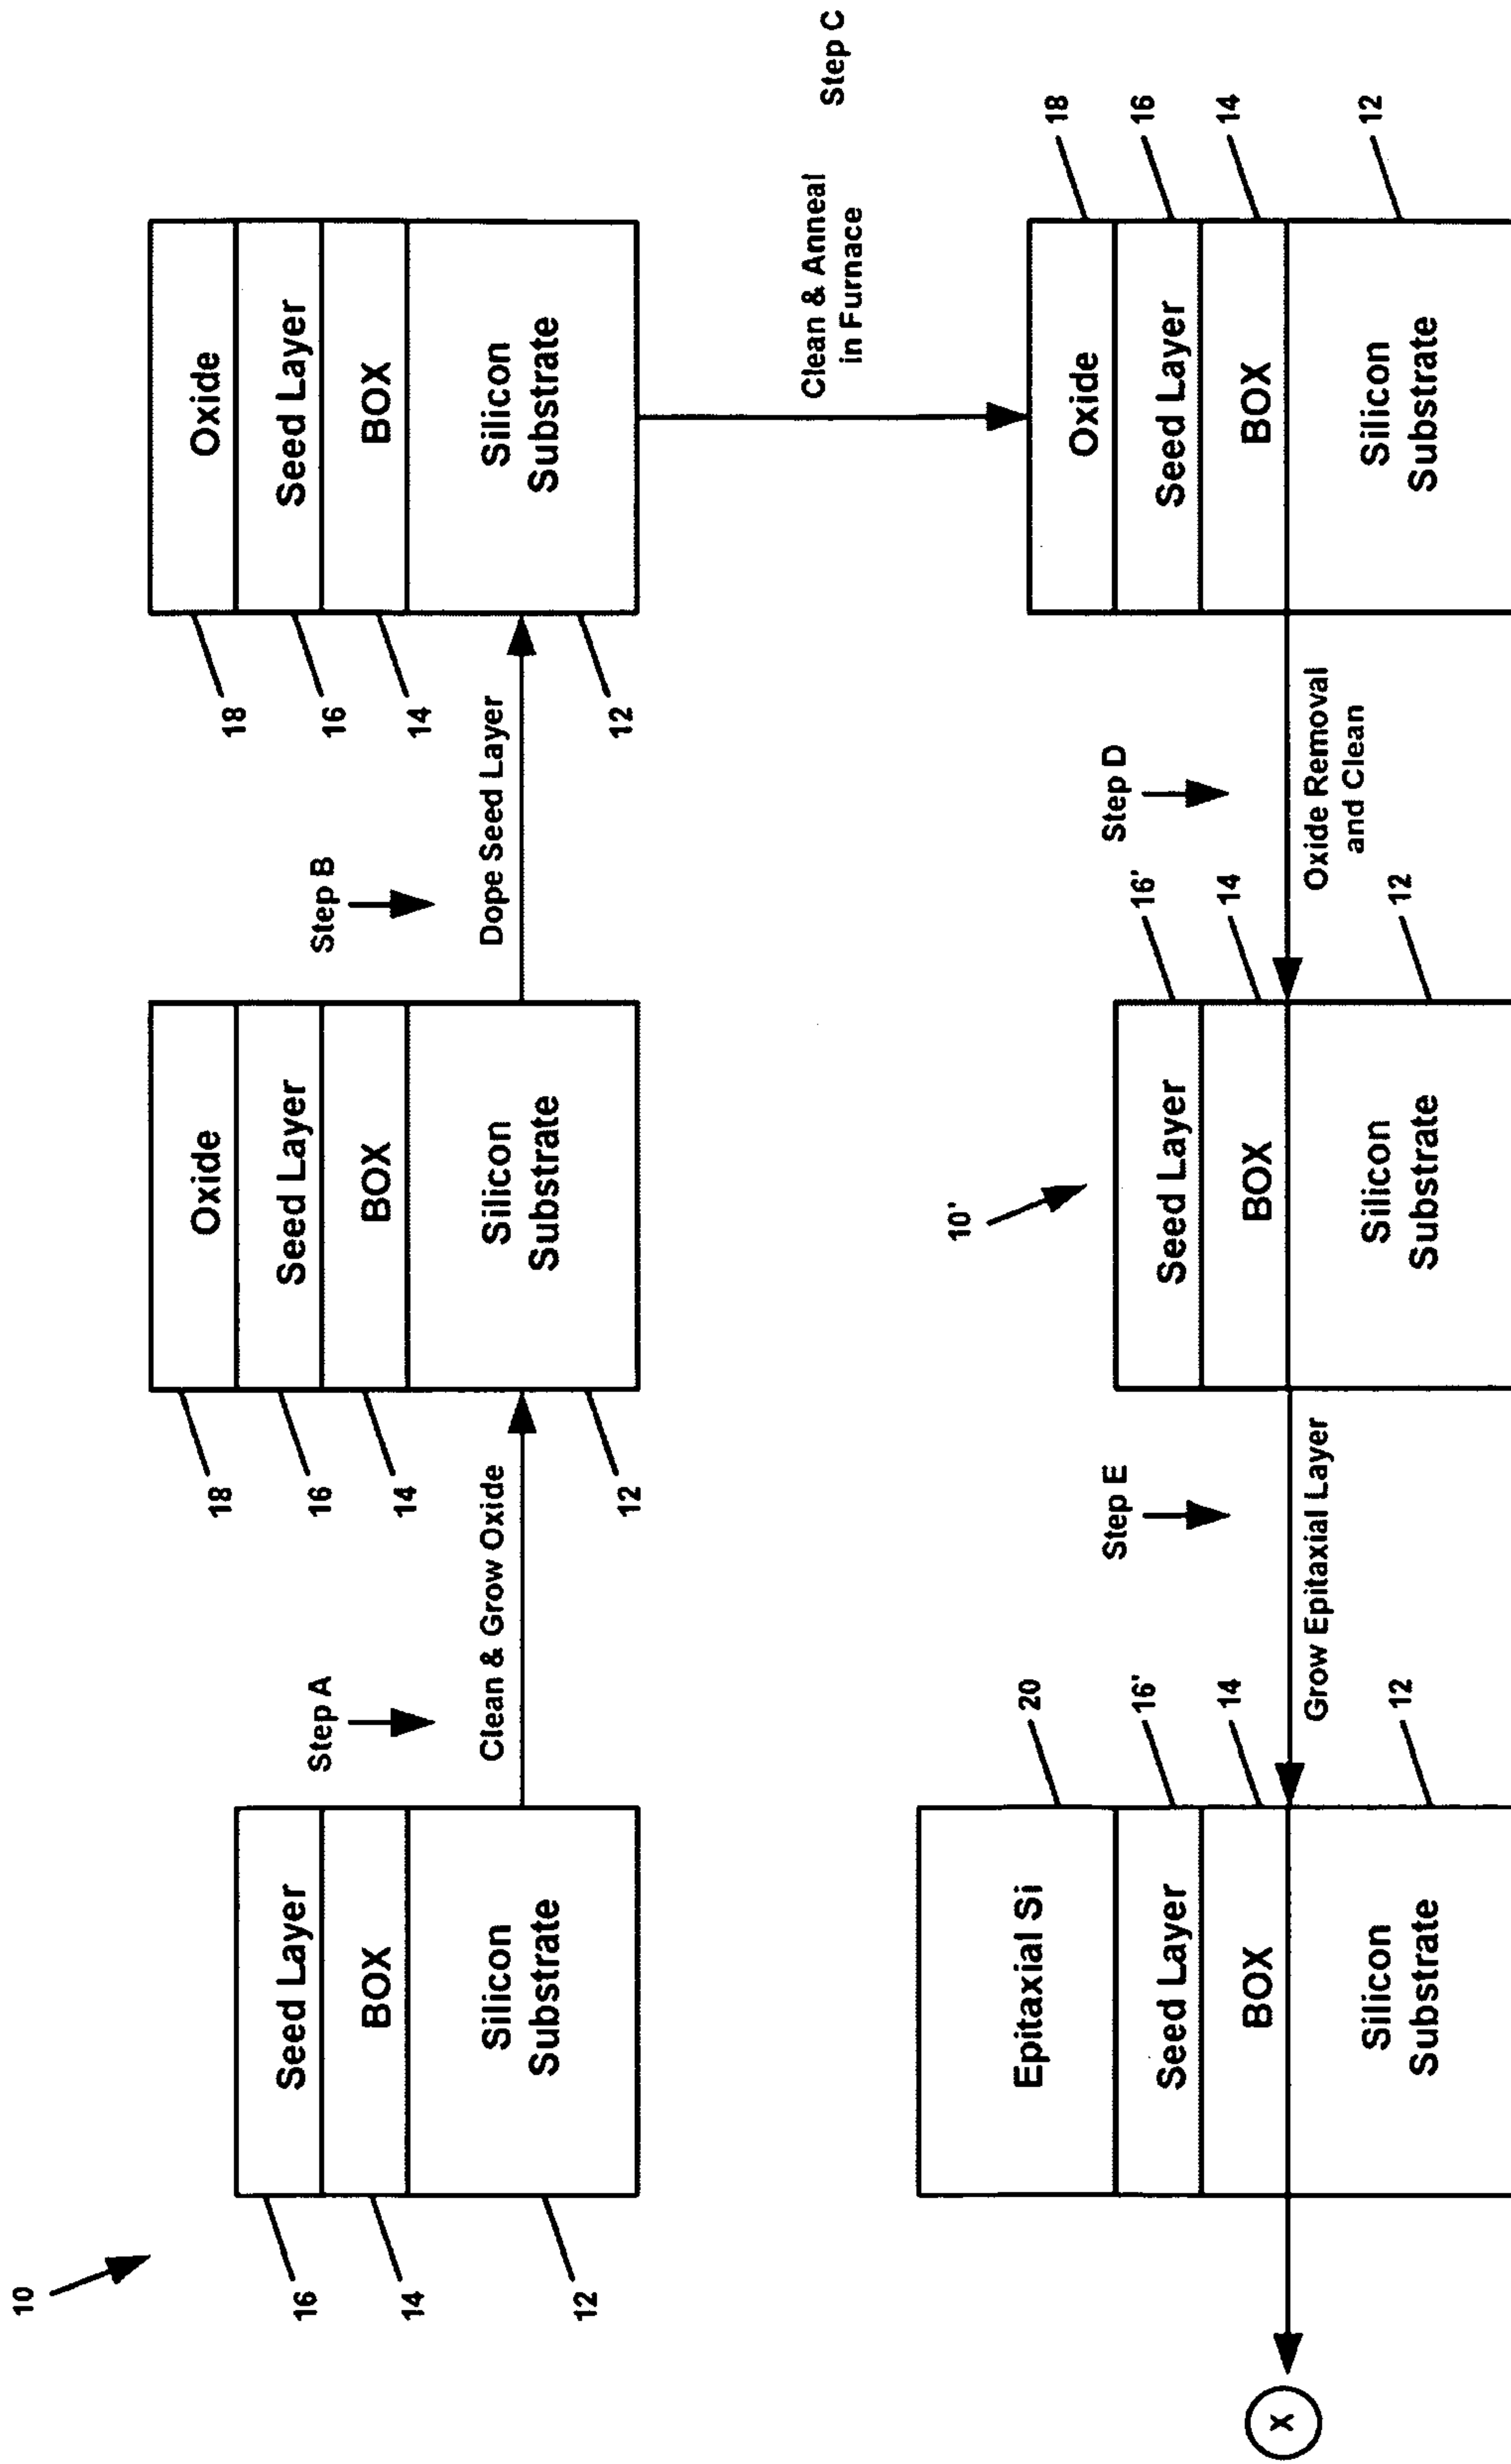 10
Step A
Step B
Seed Layer
BOX
Silicon
Substrate
16
14
12
Clean & Grow Oxide
Oxide
Seed Layer
BOX
Silicon
Substrate
18
16
14
12
Dope Seed Layer
Oxide
Seed Layer
BOX
Silicon
Substrate
18
16
14
12
Clean & Anneal
in Furnace
Step C
Oxide
Seed Layer
BOX
Silicon
Substrate
18
16
14
12
Step D
Oxide Removal
and Clean
10'
Seed Layer
BOX
Silicon
Substrate
16'
14
12
Step E
Grow Epitaxial Layer
Epitaxial Si
Seed Layer
BOX
Silicon
Substrate
20
16'
14
12
X